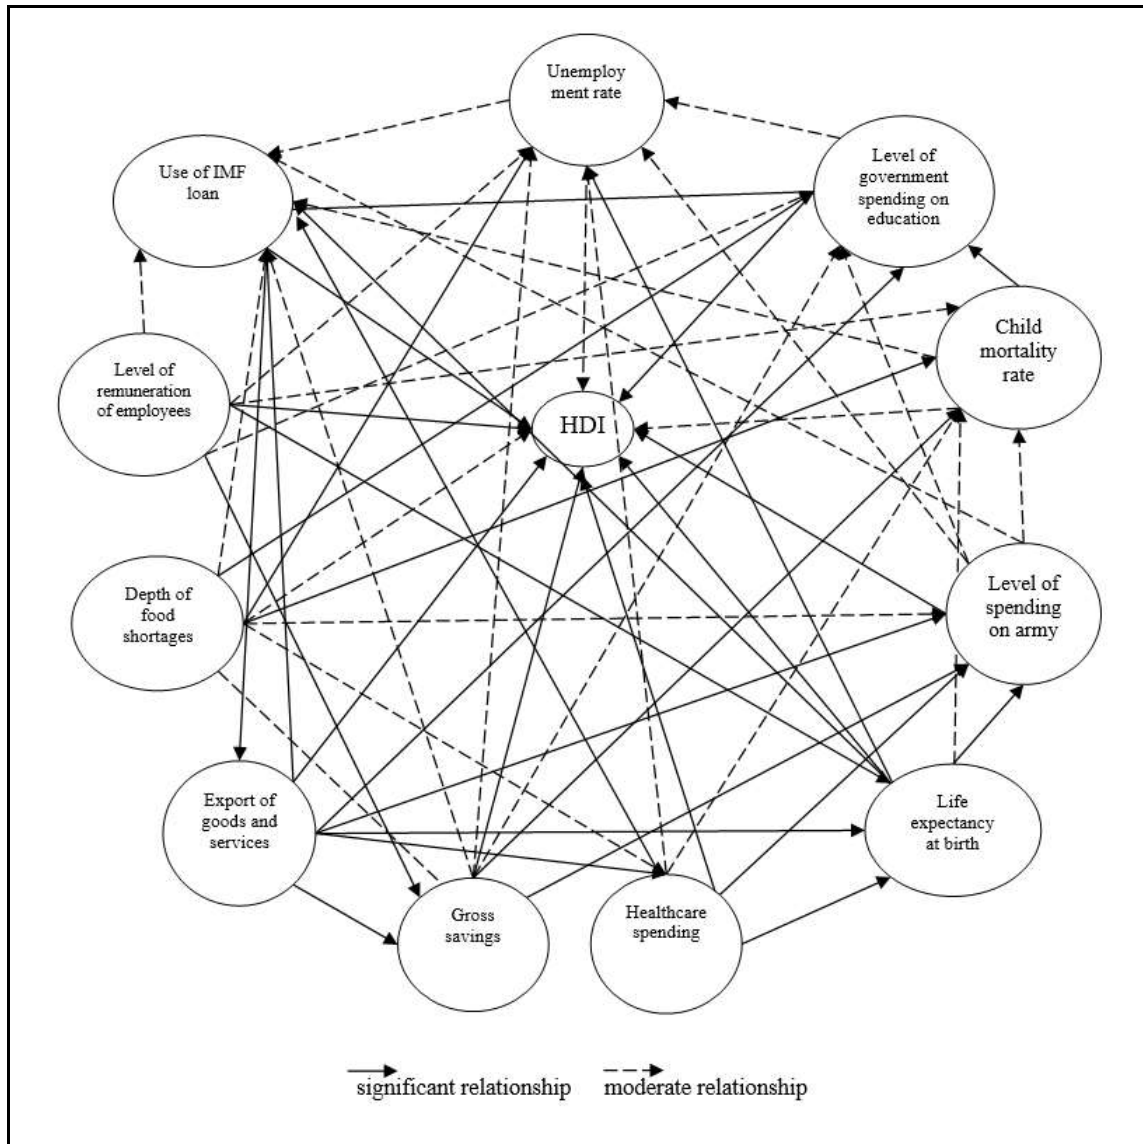 Unemploy
ment rate
Use of IMF
loan
Level of
government
spending on
education
Child
mortality
rate
Level of
remuneration
of employees
HDI
Depth of
food
shortages
Level of
spending
on army
Export of
goods and
services
Life
expectancy
at birth
Gross
savings
Healthcare
spending
significant relationship
moderate relationship